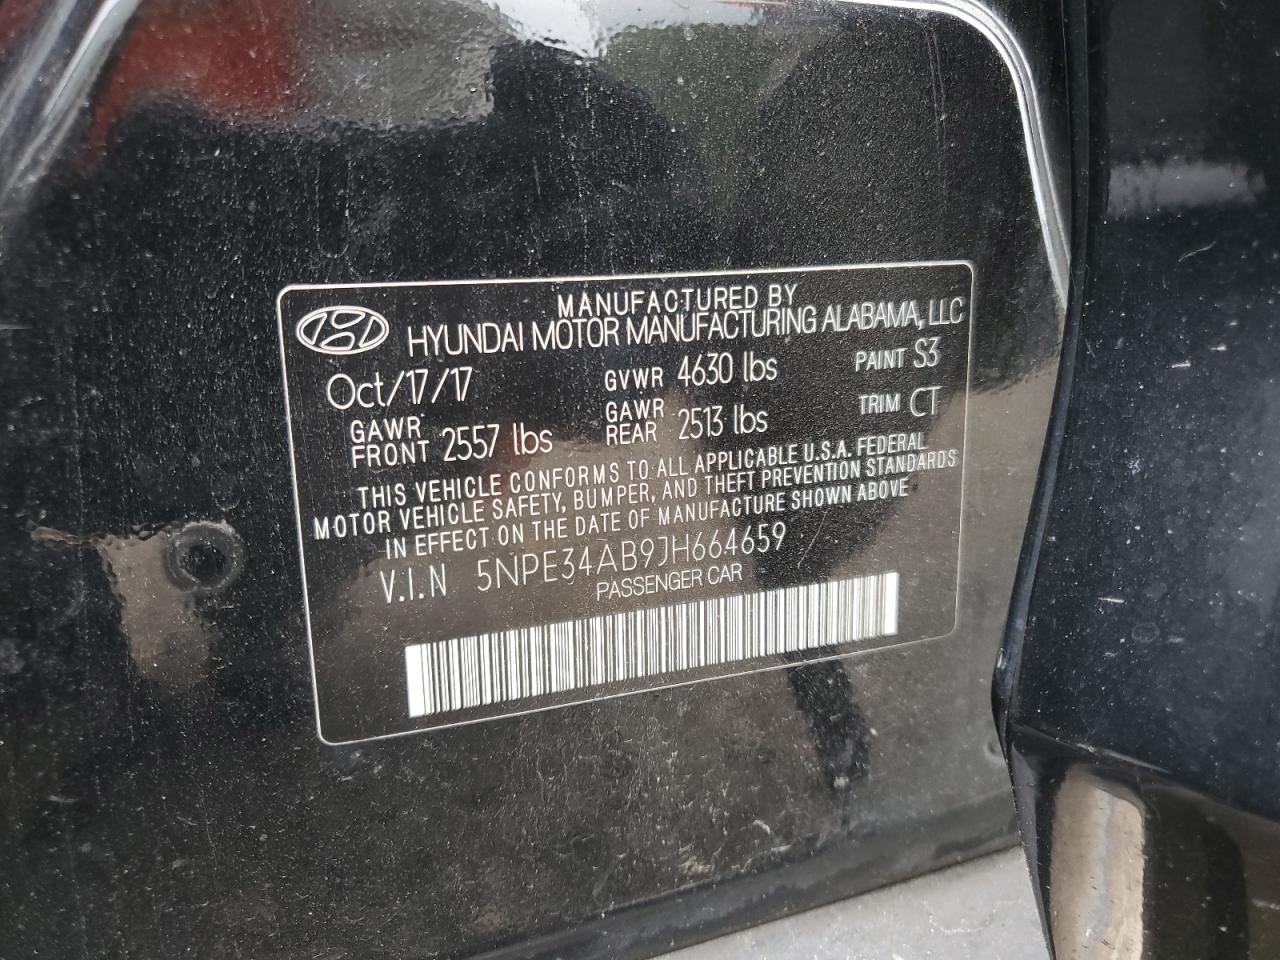 MANUFACTURED BY
HYUNDAI MOTOR MANUFACTURING ALABAMA, LLC
Oct/17/17 GVWR 4630 lbs PAINT S3
GAWR FRONT 2557 lbs GAWR REAR 2513 lbs TRIM CT
THIS VEHICLE CONFORMS TO ALL APPLICABLE U.S.A. FEDERAL
MOTOR VEHICLE SAFETY, BUMPER, AND THEFT PREVENTION STANDARDS
IN EFFECT ON THE DATE OF MANUFACTURE SHOWN ABOVE
V.I.N 5NPE34AB9JH664659
PASSENGER CAR